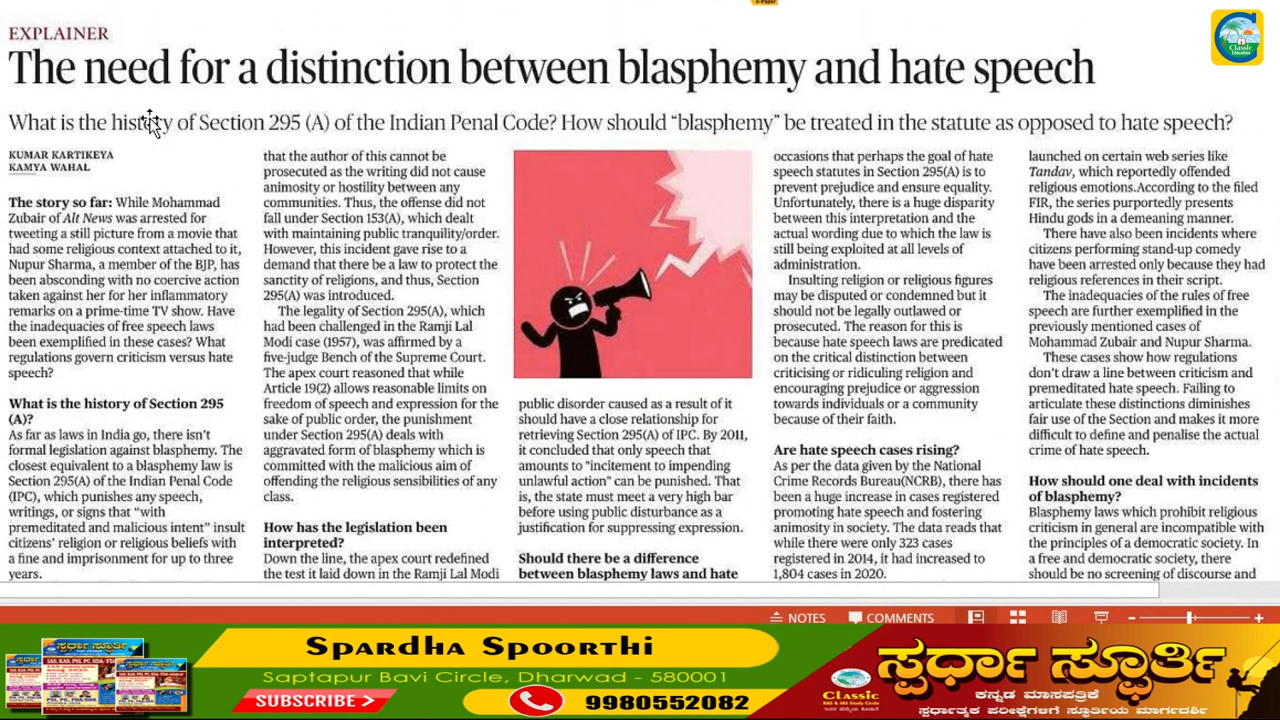 e-Paper
EXPLAINER
The need for a distinction between blasphemy and hate speech
What is the history of Section 295 (A) of the Indian Penal Code? How should "blasphemy" be treated in the statute as opposed to hate speech?
KUMAR KARTIKEYA
KAMYA WAHAL
The story so far: While Mohammad
Zubair of Alt News was arrested for
tweeting a still picture from a movie that
had some religious context attached to it,
Nupur Sharma, a member of the BJP, has
been absconding with no coercive action
taken against her for her inflammatory
remarks on a prime-time TV show. Have
the inadequacies of free speech laws
been exemplified in these cases? What
regulations govern criticism versus hate
speech?
What is the history of Section 295
(A)?
As far as laws in India go, there isn't
formal legislation against blasphemy. The
closest equivalent to a blasphemy law is
Section 295(A) of the Indian Penal Code
(IPC), which punishes any speech,
writings, or signs that "with
premeditated and malicious intent" insult
citizens' religion or religious beliefs with
a fine and imprisonment for up to three
years.
that the author of this cannot be
prosecuted as the writing did not cause
animosity or hostility between any
communities. Thus, the offense did not
fall under Section 153(A), which dealt
with maintaining public tranquility/order.
However, this incident gave rise to a
demand that there be a law to protect the
sanctity of religions, and thus, Section
295(A) was introduced.
The legality of Section 295(A), which
had been challenged in the Ramji Lal
Modi case (1957), was affirmed by a
five-judge Bench of the Supreme Court.
The apex court reasoned that while
Article 19(2) allows reasonable limits on
freedom of speech and expression for the
sake of public order, the punishment
under Section 295(A) deals with
aggravated form of blasphemy which is
committed with the malicious aim of
offending the religious sensibilities of any
class.
How has the legislation been
interpreted?
Down the line, the apex court redefined
the test it laid down in the Ramji Lal Modi
public disorder caused as a result of it
should have a close relationship for
retrieving Section 295(A) of IPC. By 2011,
it concluded that only speech that
amounts to "incitement to impending
unlawful action" can be punished. That
is, the state must meet a very high bar
before using public disturbance as a
justification for suppressing expression.
Should there be a difference
between blasphemy laws and hate
occasions that perhaps the goal of hate
speech statutes in Section 295(A) is to
prevent prejudice and ensure equality.
Unfortunately, there is a huge disparity
between this interpretation and the
actual wording due to which the law is
still being exploited at all levels of
administration.
Insulting religion or religious figures
may be disputed or condemned but it
should not be legally outlawed or
prosecuted. The reason for this is
because hate speech laws are predicated
on the critical distinction between
criticising or ridiculing religion and
encouraging prejudice or aggression
towards individuals or a community
because of their faith.
Are hate speech cases rising?
As per the data given by the National
Crime Records Bureau(NCRB), there has
been a huge increase in cases registered
promoting hate speech and fostering
animosity in society. The data reads that
while there were only 323 cases
registered in 2014, it had increased to
1,804 cases in 2020.
launched on certain web series like
Tandav, which reportedly offended
religious emotions.According to the filed
FIR, the series purportedly presents
Hindu gods in a demeaning manner.
There have also been incidents where
citizens performing stand-up comedy
have been arrested only because they had
religious references in their script.
The inadequacies of the rules of free
speech are further exemplified in the
previously mentioned cases of
Mohammad Zubair and Nupur Sharma.
These cases show how regulations
don't draw a line between criticism and
premeditated hate speech. Failing to
articulate these distinctions diminishes
fair use of the Section and makes it more
difficult to define and penalise the actual
crime of hate speech.
How should one deal with incidents
of blasphemy?
Blasphemy laws which prohibit religious
criticism in general are incompatible with
the principles of a democratic society. In
a free and democratic society, there
should be no screening of discourse and
Classic
Education
NOTES
COMMENTS
Spardha Spoorthi
Saptapur Bavi Circle, Dharwad - 580001
SUBSCRIBE >
9980552082
Classic
ಸ್ಪರ್ಧಾ ಸ್ಫೂರ್ತಿ
ಕನ್ನಡ ಮಾಸಪತ್ರಿಕೆ
ಸ್ಪರ್ಧಾತ್ಮಕ ಪರೀಕ್ಷೆಗಳಿಗೆ ಸ್ಫೂರ್ತಿಯ ಮಾರ್ಗದರ್ಶಿ